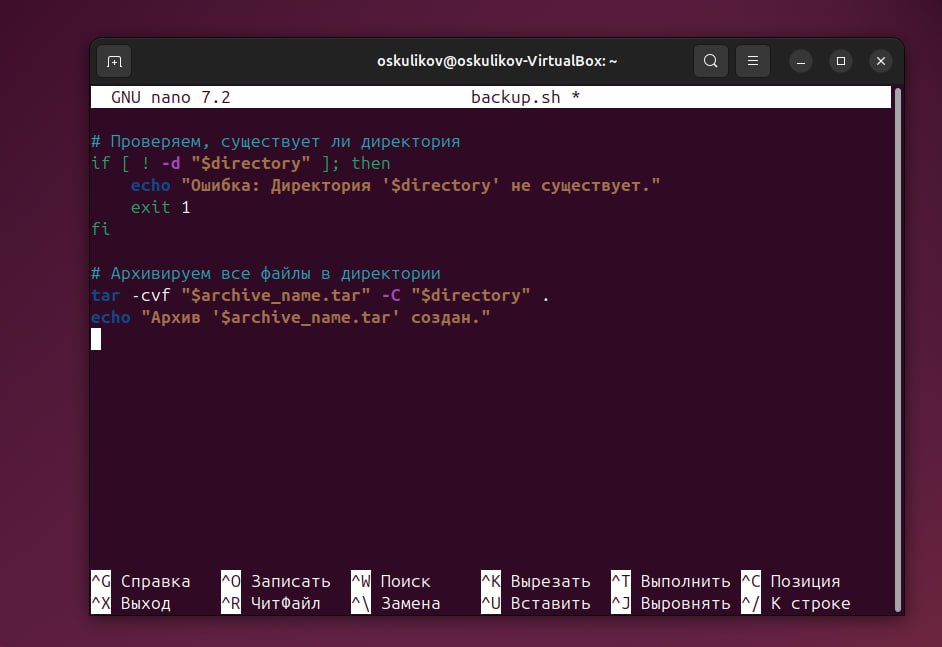 oskulikov@oskulikov-VirtualBox: ~
GNU nano 7.2 backup.sh *
# Проверяем, существует ли директория
if [ ! -d "$directory" ]; then
    echo "Ошибка: Директория '$directory' не существует."
    exit 1
fi
# Архивируем все файлы в директории
tar -cvf "$archive_name.tar" -C "$directory" .
echo "Архив '$archive_name.tar' создан."
^G Справка ^O Записать ^W Поиск ^K Вырезать ^T Выполнить ^C Позиция
^X Выход ^R ЧитФайл ^\ Замена ^U Вставить ^J Выровнять ^/ К строке